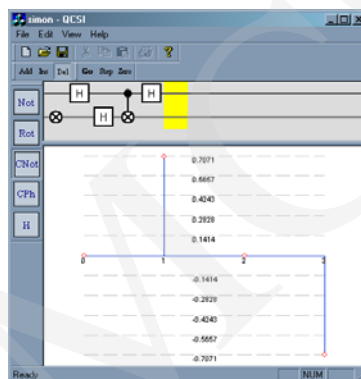 simon - QCSI
File Edit View Help
Add Ins Del Go Step Zero
H H
Not
H
Rot
CNot
CPh
H
0.7071
0.5657
0.4243
0.2828
0.1414
0 1 2 3
-0.1414
-0.2828
-0.4243
-0.5657
-0.7071
Ready NUM